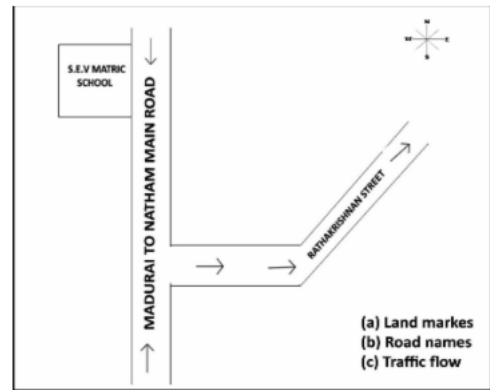 N
W E
S
S.E.V MATRIC
SCHOOL
MADURAI TO NATHAM MAIN ROAD
RATHAKRISHNAN STREET
(a) Land markes
(b) Road names
(c) Traffic flow